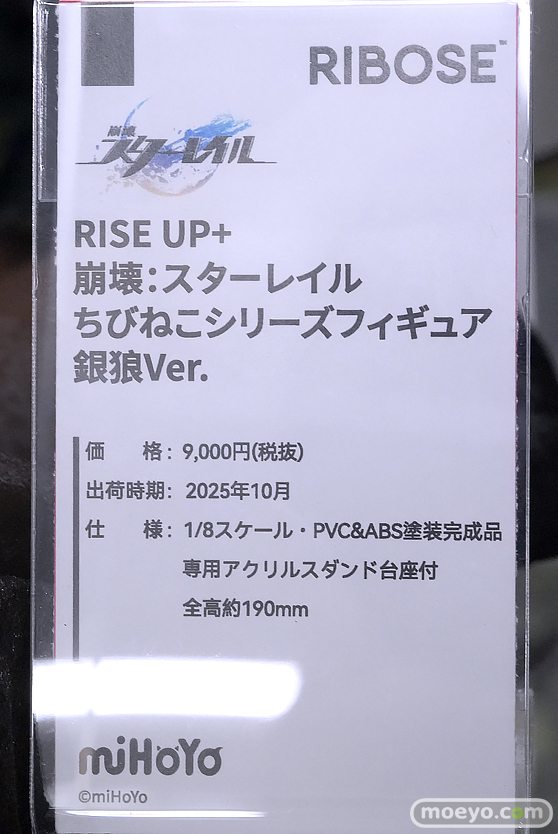 RIBOSE™
崩壊
スターレイル
RISE UP+
崩壊:スターレイル
ちびねこシリーズフィギュア
銀狼Ver.
価 格: 9,000円(税抜)
出荷時期: 2025年10月
仕 様: 1/8スケール・PVC&ABS塗装完成品
専用アクリルスダンド台座付
全高約190mm
miHoYo
©miHoYo
moeyo.com